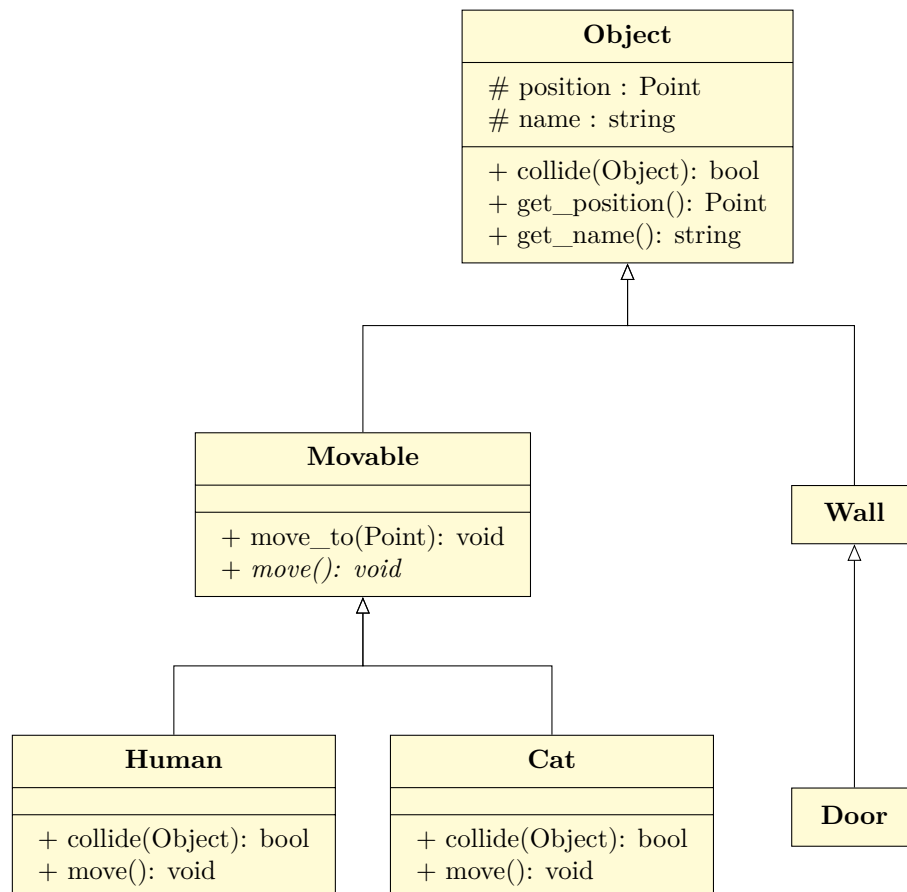 Object
# position : Point
# name : string
+ collide(Object): bool
+ get_position(): Point
+ get_name(): string
Movable
+ move_to(Point): void
+ move(): void
Wall
Human
+ collide(Object): bool
+ move(): void
Cat
+ collide(Object): bool
+ move(): void
Door